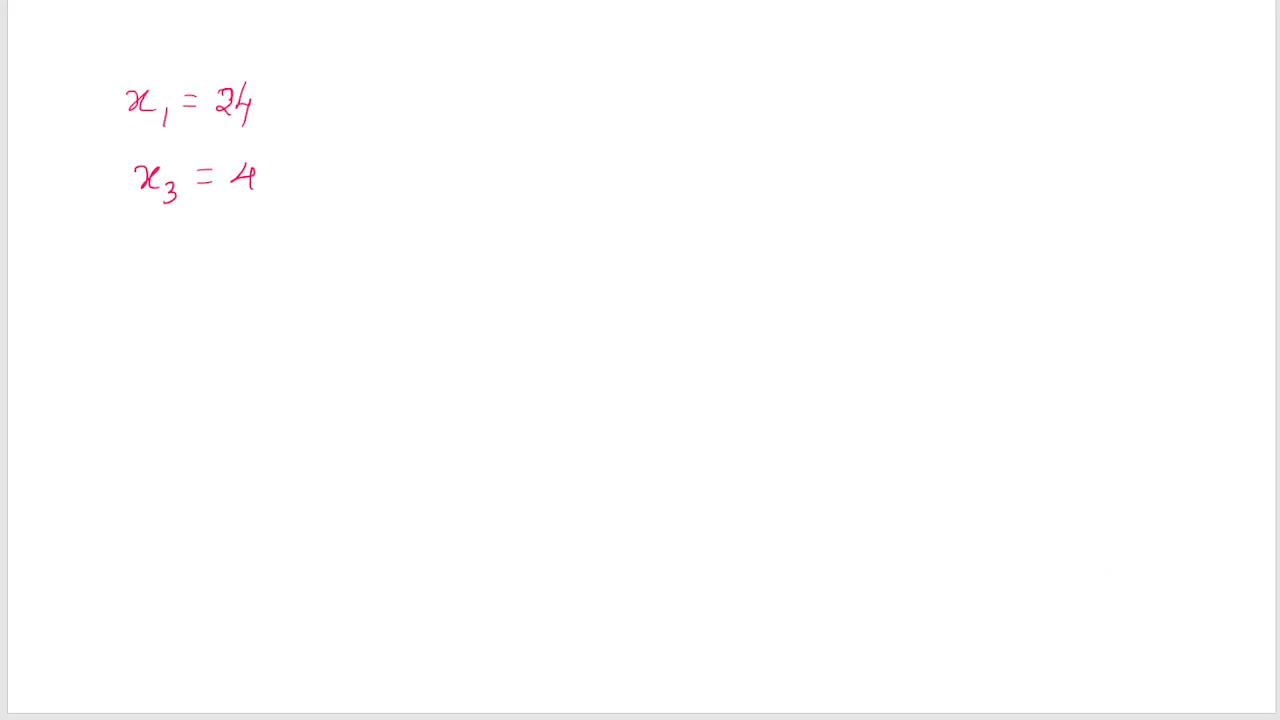 x₁ = 24
x₃ = 4